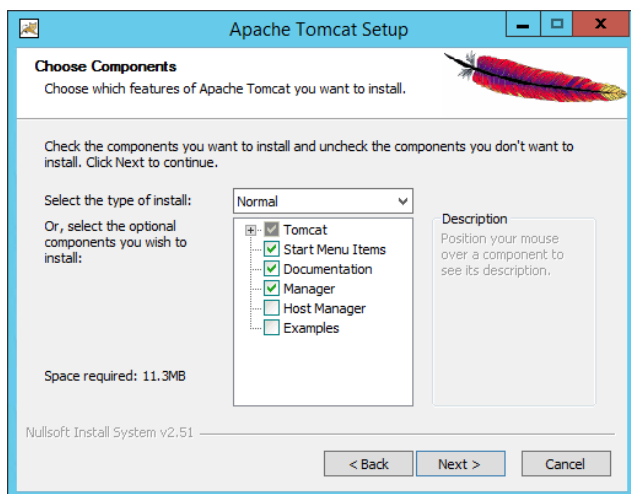 Apache Tomcat Setup
Choose Components
Choose which features of Apache Tomcat you want to install.
Check the components you want to install and uncheck the components you don't want to
install. Click Next to continue.
Select the type of install:
Normal
Or, select the optional
components you wish to
install:
Tomcat
Start Menu Items
Documentation
Manager
Host Manager
Examples
Description
Position your mouse
over a component to
see its description.
Space required: 11.3MB
Nullsoft Install System v2.51
< Back
Next >
Cancel